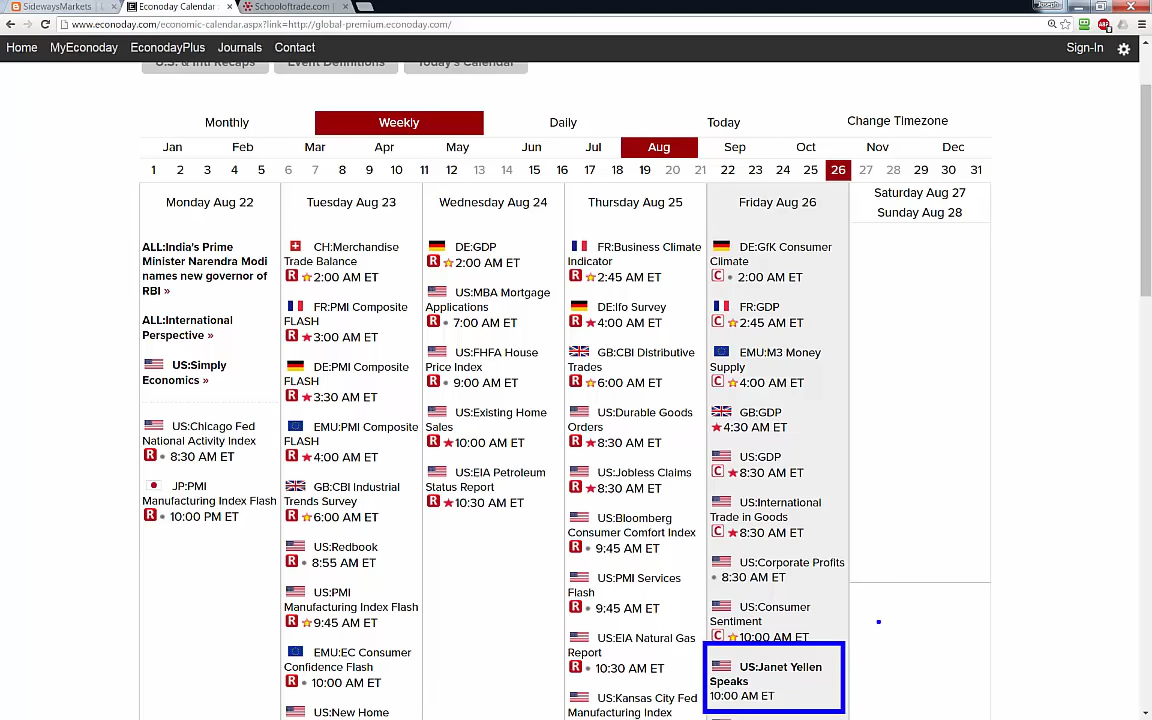 SidewaysMarkets
Econoday Calendar
Schooloftrade.com
Joseph
www.econoday.com/economic-calendar.aspx?link=http://global-premium.econoday.com/
ABP
Home MyEconoday EconodayPlus Journals Contact Sign-In
U.S. & Int'l Recaps Event Definitions Today's Calendar
Monthly Weekly Daily Today Change Timezone
Jan Feb Mar Apr May Jun Jul Aug Sep Oct Nov Dec
1 2 3 4 5 6 7 8 9 10 11 12 13 14 15 16 17 18 19 20 21 22 23 24 25 26 27 28 29 30 31
Monday Aug 22
ALL:India's Prime
Minister Narendra Modi
names new governor of
RBI »
ALL:International
Perspective »
US:Simply
Economics »
US:Chicago Fed
National Activity Index
R 8:30 AM ET
JP:PMI
Manufacturing Index Flash
R 10:00 PM ET
Tuesday Aug 23
CH:Merchandise
Trade Balance
R 2:00 AM ET
FR:PMI Composite
FLASH
R 3:00 AM ET
DE:PMI Composite
FLASH
R 3:30 AM ET
EMU:PMI Composite
FLASH
R 4:00 AM ET
GB:CBI Industrial
Trends Survey
R 6:00 AM ET
US:Redbook
R 8:55 AM ET
US:PMI
Manufacturing Index Flash
R 9:45 AM ET
EMU:EC Consumer
Confidence Flash
R 10:00 AM ET
US:New Home
Wednesday Aug 24
DE:GDP
R 2:00 AM ET
US:MBA Mortgage
Applications
R 7:00 AM ET
US:FHFA House
Price Index
R 9:00 AM ET
US:Existing Home
Sales
R 10:00 AM ET
US:EIA Petroleum
Status Report
R 10:30 AM ET
Thursday Aug 25
FR:Business Climate
Indicator
R 2:45 AM ET
DE:Ifo Survey
R 4:00 AM ET
GB:CBI Distributive
Trades
R 6:00 AM ET
US:Durable Goods
Orders
R 8:30 AM ET
US:Jobless Claims
R 8:30 AM ET
US:Bloomberg
Consumer Comfort Index
R 9:45 AM ET
US:PMI Services
Flash
R 9:45 AM ET
US:EIA Natural Gas
Report
R 10:30 AM ET
US:Kansas City Fed
Manufacturing Index
Friday Aug 26
DE:GfK Consumer
Climate
C 2:00 AM ET
FR:GDP
C 2:45 AM ET
EMU:M3 Money
Supply
C 4:00 AM ET
GB:GDP
4:30 AM ET
US:GDP
C 8:30 AM ET
US:International
Trade in Goods
C 8:30 AM ET
US:Corporate Profits
8:30 AM ET
US:Consumer
Sentiment
C 10:00 AM ET
US:Janet Yellen
Speaks
10:00 AM ET
Saturday Aug 27
Sunday Aug 28